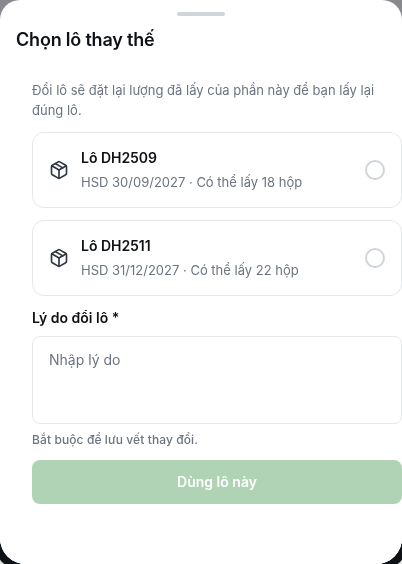 Chọn lô thay thế
Đổi lô sẽ đặt lại lượng đã lấy của phần này để bạn lấy lại
đúng lô.
Lô DH2509
HSD 30/09/2027 · Có thể lấy 18 hộp
Lô DH2511
HSD 31/12/2027 · Có thể lấy 22 hộp
Lý do đổi lô *
Nhập lý do
Bắt buộc để lưu vết thay đổi.
Dùng lô này